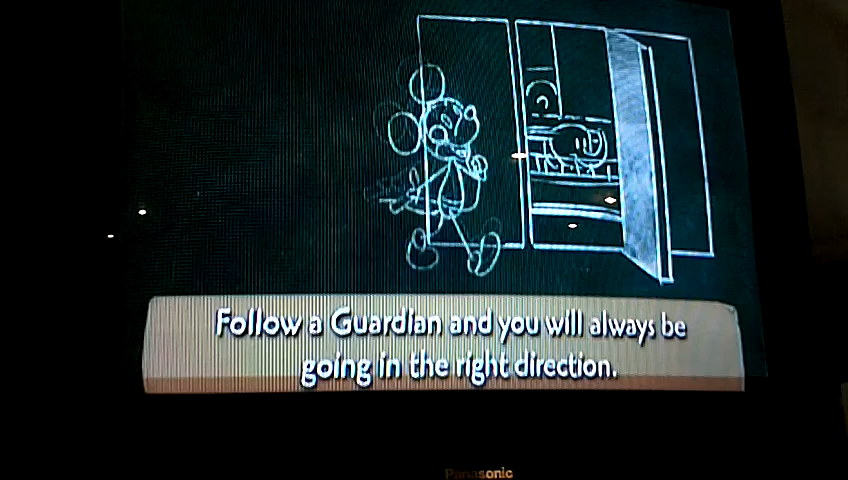 Follow a Guardian and you will always be
going in the right direction.
Panasonic